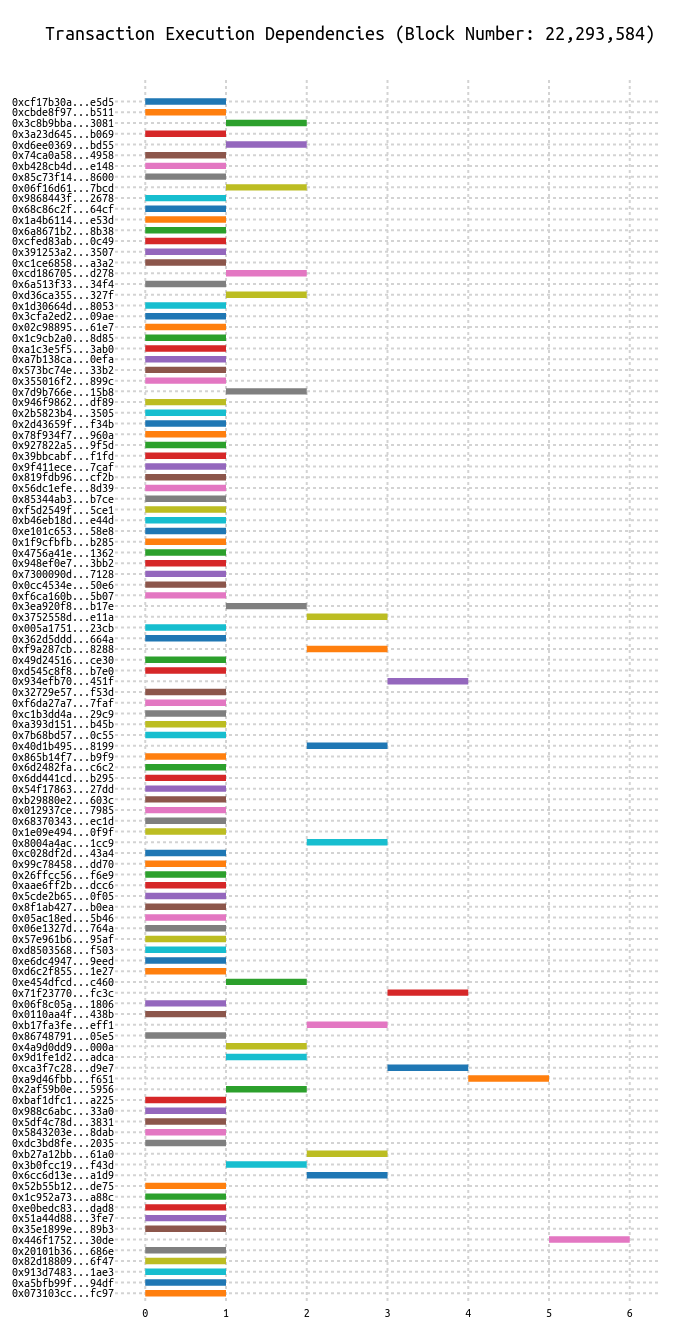 Transaction Execution Dependencies (Block Number: 22,293,584)
0xcf17b30a...e5d5
0xcbde8f97...b511
0x3c8b9bba...3081
0x3a23d645...b069
0xd6ee0369...bd55
0x74ca0a58...4958
0xb428cb4d...e148
0x85c73f14...8600
0x06f16d61...7bcd
0x9868443f...2678
0x68c86c2f...64cf
0x1a4b6114...e53d
0x6a8671b2...8b38
0xcfed83ab...0c49
0x391253a2...3507
0xc1ce6858...a3a2
0xcd186705...d278
0x6a513f33...34f4
0xd36ca355...327f
0x1d30664d...8053
0x3cfa2ed2...09ae
0x02c98895...61e7
0x1c9cb2a0...8d85
0xa1c3e5f5...3ab0
0xa7b138ca...0efa
0x573bc74e...33b2
0x355016f2...899c
0x7d9b766e...15b8
0x946f9862...df89
0x2b5823b4...3505
0x2d43659f...f34b
0x78f934f7...960a
0x927822a5...9f5d
0x39bbcabf...f1fd
0x9f411ece...7caf
0x819fdb96...cf2b
0x56dc1efe...8d39
0x85344ab3...b7ce
0xf5d2549f...5ce1
0xb46eb18d...e44d
0xe101c653...58e8
0x1f9cfbfb...b285
0x4756a41e...1362
0x948ef0e7...3bb2
0x7300090d...7128
0x0cc4534e...50e6
0xf6ca160b...5b07
0x3ea920f8...b17e
0x3752558d...e11a
0x005a1751...23cb
0x362d5ddd...664a
0xf9a287cb...8288
0x49d24516...ce30
0xd545c8f8...b7e0
0x934efb70...451f
0x32729e57...f53d
0xf6da27a7...7faf
0xc1b3dd4a...29c9
0xa393d151...b45b
0x7b68bd57...0c55
0x40d1b495...8199
0x865b14f7...b9f9
0x6d2482fa...c6c2
0x6dd441cd...b295
0x54f17863...27dd
0xb29880e2...603c
0x012937ce...7985
0x68370343...ec1d
0x1e09e494...0f9f
0x8004a4ac...1cc9
0xc028df2d...43a4
0x99c78458...dd70
0x26ffcc56...f6e9
0xaae6ff2b...dcc6
0x5cde2b65...0f05
0x8f1ab427...b0ea
0x05ac18ed...5b46
0x06e1327d...764a
0x57e961b6...95af
0xd8503568...f503
0xe6dc4947...9eed
0xd6c2f855...1e27
0xe454dfcd...c460
0x71f23770...fc3c
0x06f8c05a...1806
0x0110aa4f...438b
0xb17fa3fe...eff1
0x86748791...05e5
0x4a9d0dd9...000a
0x9d1fe1d2...adca
0xca3f7c28...d9e7
0xa9d46fbb...f651
0x2af59b0e...5956
0xbaf1dfc1...a225
0x988c6abc...33a0
0x5df4c78d...3831
0x5843203e...8dab
0xdc3bd8fe...2035
0xb27a12bb...61a0
0x3b0fcc19...f43d
0x6cc6d13e...a1d9
0x52b55b12...de75
0x1c952a73...a88c
0xe0bedc83...dad8
0x51a44d88...3fe7
0x35e1899e...89b3
0x446f1752...30de
0x20101b36...686e
0x82d18809...6f47
0x913d7483...1ae3
0xa5bfb99f...94df
0x073103cc...fc97
0 1 2 3 4 5 6